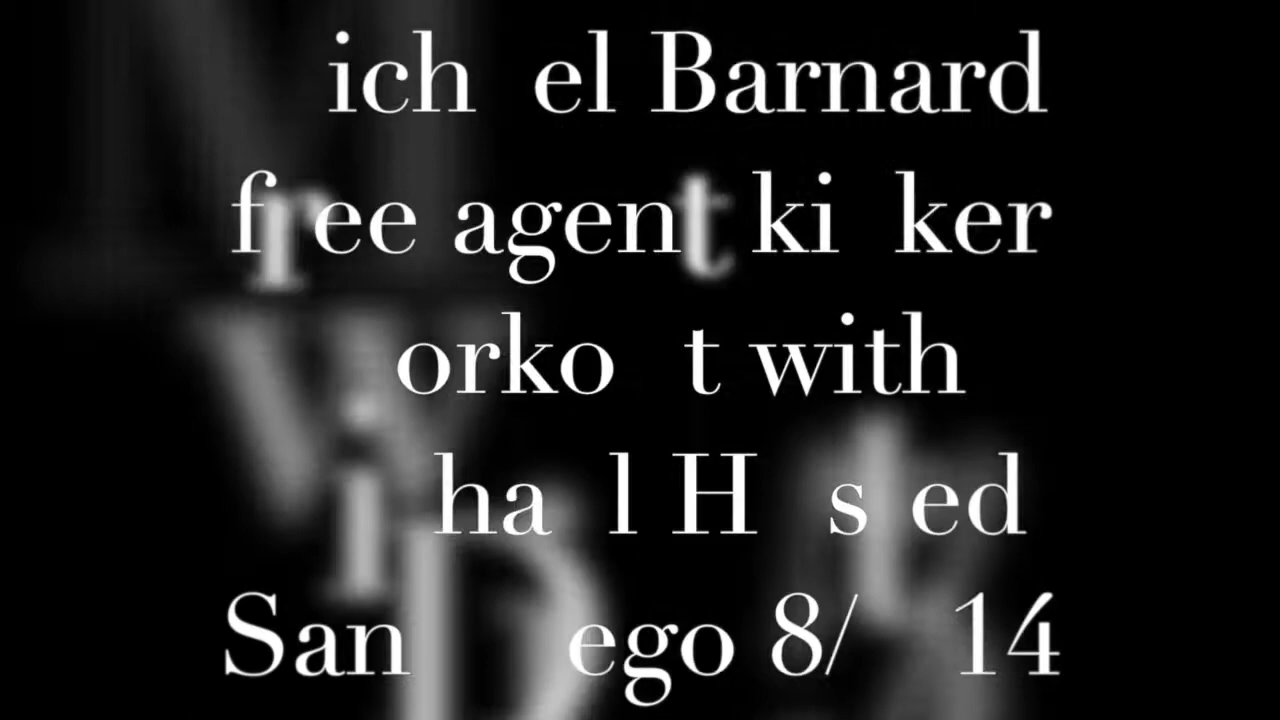 ich el Barnard
free agent ki ker
orko t with
ha l H s ed
San D ego 8/ 14